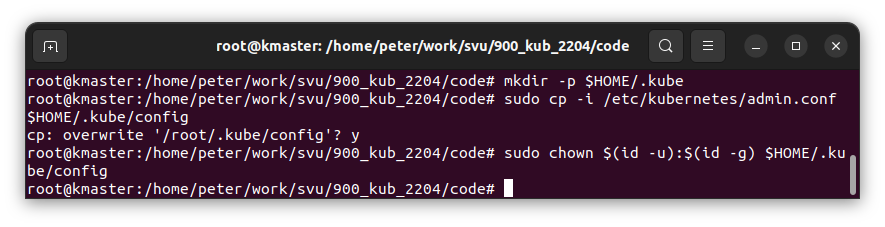 root@kmaster: /home/peter/work/svu/900_kub_2204/code
root@kmaster:/home/peter/work/svu/900_kub_2204/code# mkdir -p $HOME/.kube
root@kmaster:/home/peter/work/svu/900_kub_2204/code# sudo cp -i /etc/kubernetes/admin.conf
$HOME/.kube/config
cp: overwrite '/root/.kube/config'? y
root@kmaster:/home/peter/work/svu/900_kub_2204/code# sudo chown $(id -u):$(id -g) $HOME/.ku
be/config
root@kmaster:/home/peter/work/svu/900_kub_2204/code#